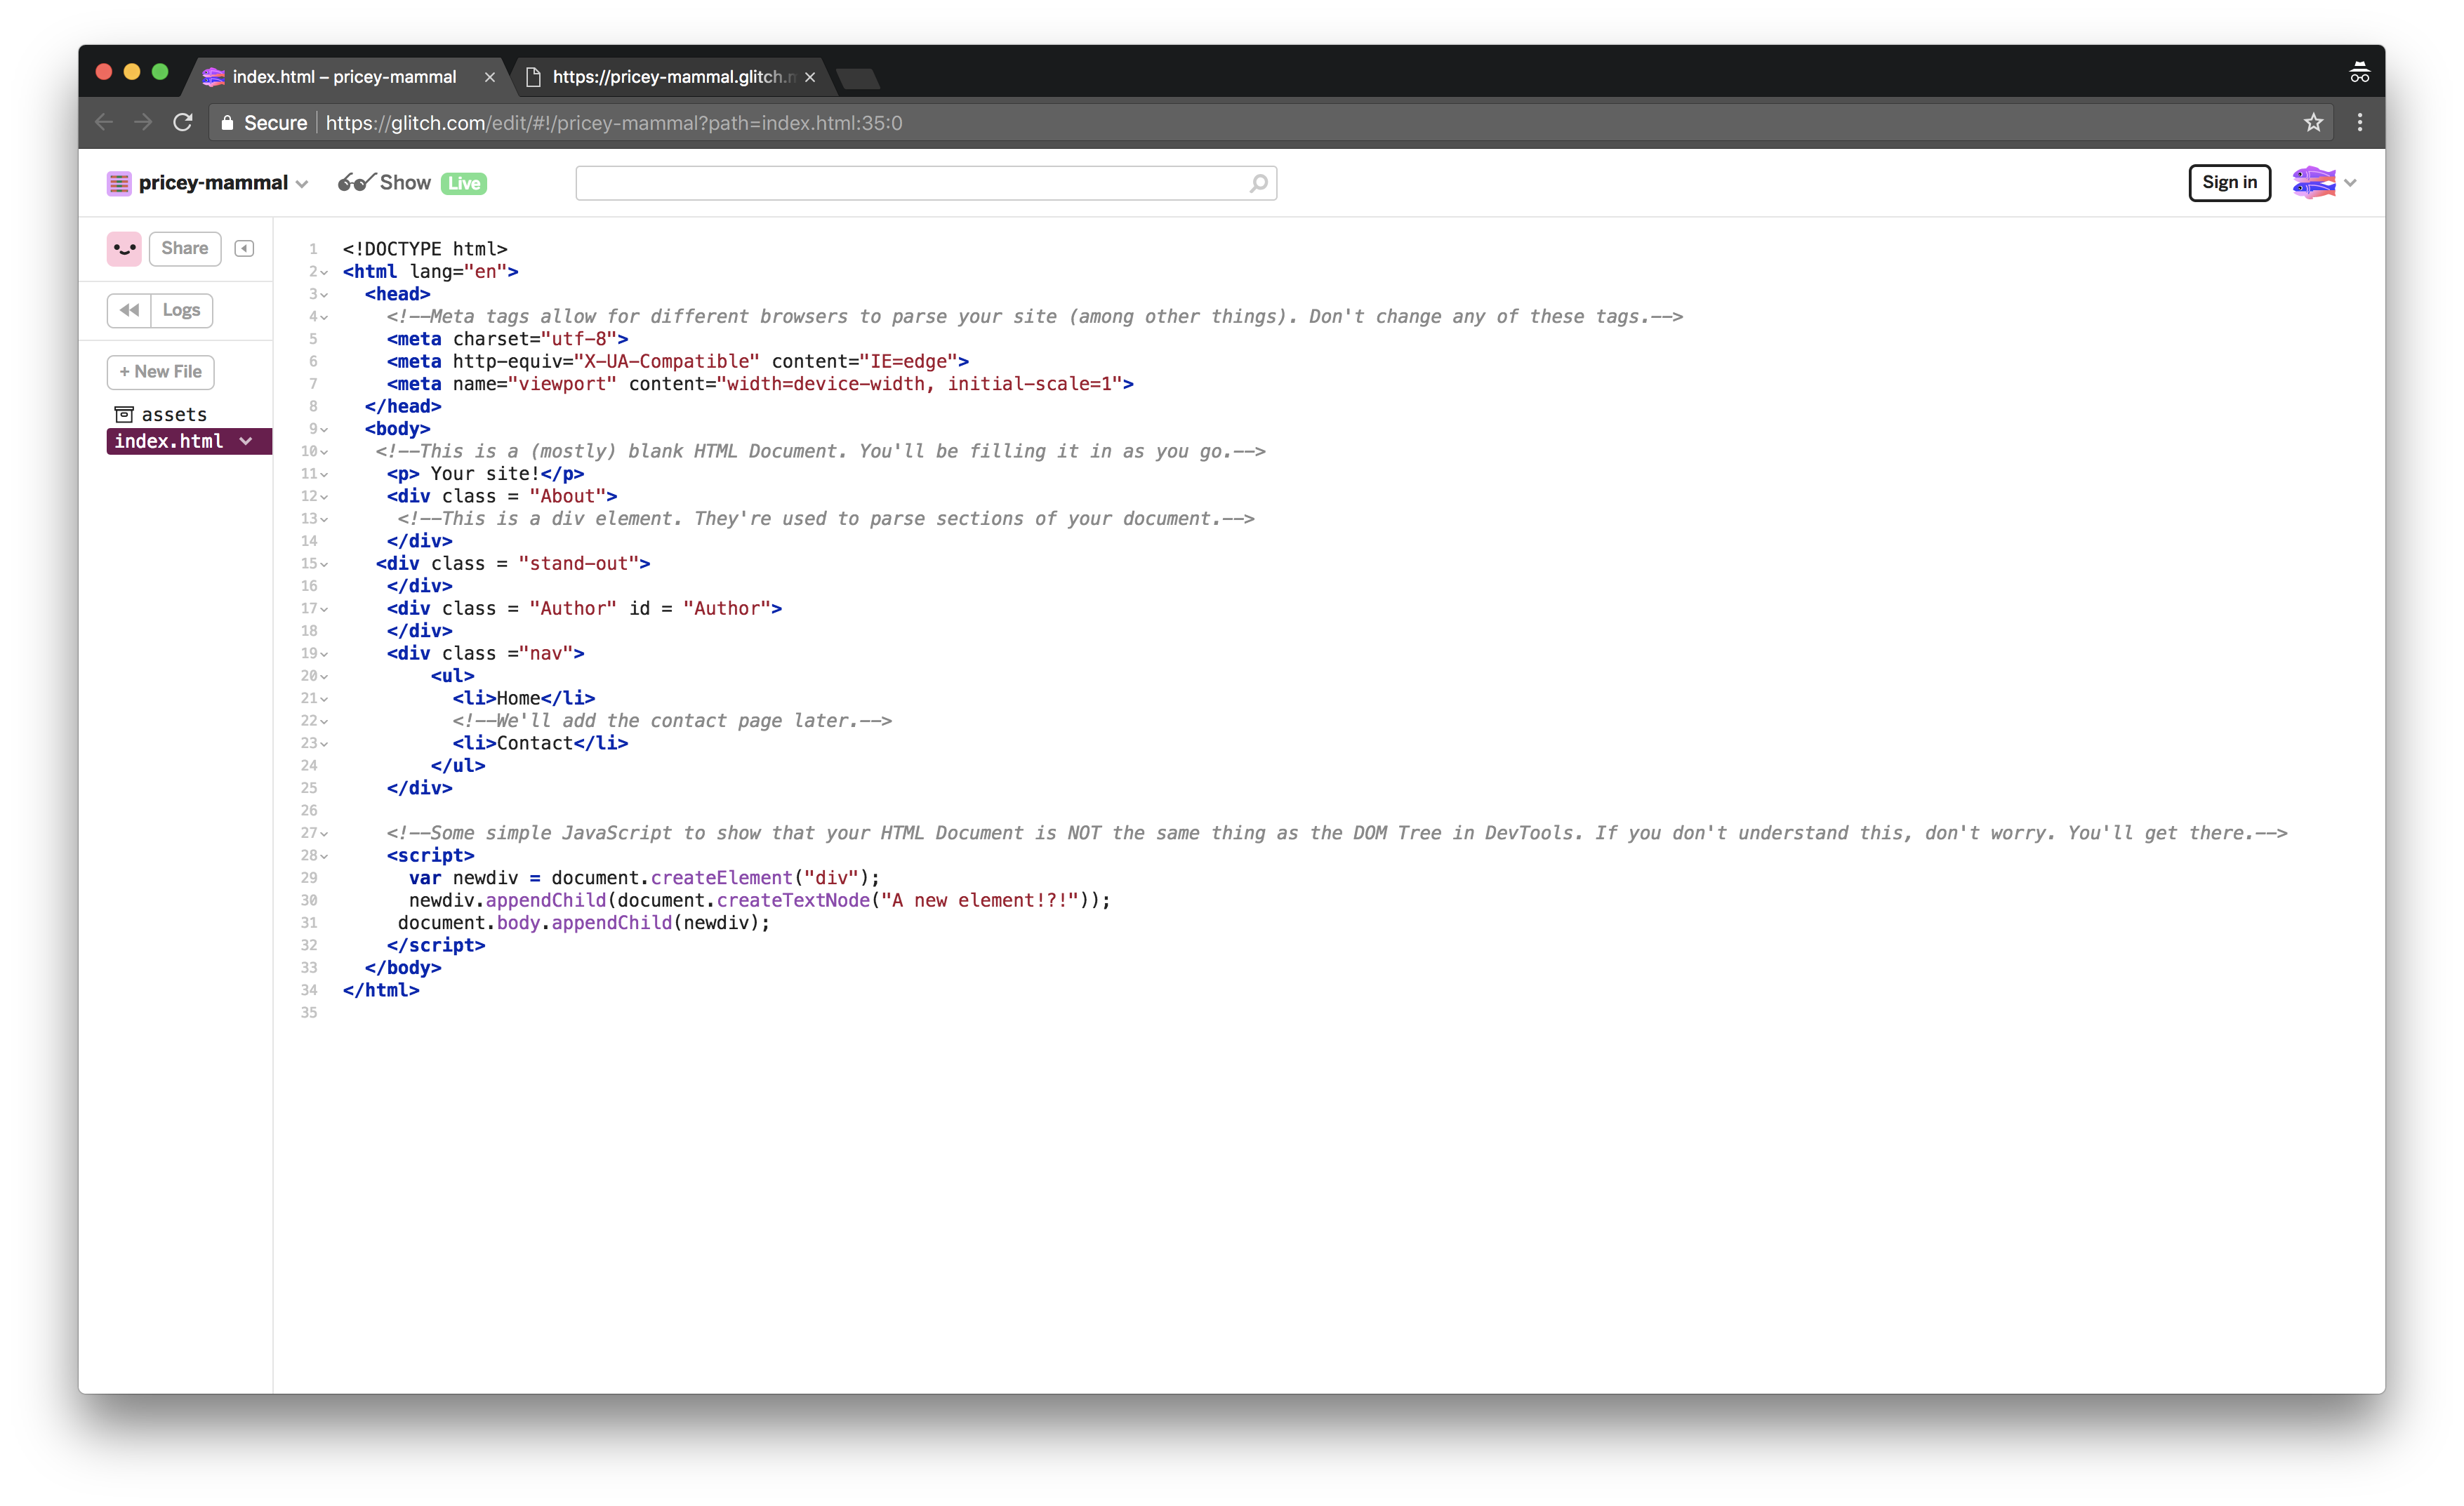 index.html – pricey-mammal
https://pricey-mammal.glitch.
Secure https://glitch.com/edit/#!/pricey-mammal?path=index.html:35:0
pricey-mammal Show Live Sign in
Share
Logs
+ New File
assets
index.html
1 <!DOCTYPE html>
2 <html lang="en">
3 <head>
4 <!--Meta tags allow for different browsers to parse your site (among other things). Don't change any of these tags.-->
5 <meta charset="utf-8">
6 <meta http-equiv="X-UA-Compatible" content="IE=edge">
7 <meta name="viewport" content="width=device-width, initial-scale=1">
8 </head>
9 <body>
10 <!--This is a (mostly) blank HTML Document. You'll be filling it in as you go.-->
11 <p> Your site!</p>
12 <div class = "About">
13 <!--This is a div element. They're used to parse sections of your document.-->
14 </div>
15 <div class = "stand-out">
16 </div>
17 <div class = "Author" id = "Author">
18 </div>
19 <div class ="nav">
20 <ul>
21 <li>Home</li>
22 <!--We'll add the contact page later.-->
23 <li>Contact</li>
24 </ul>
25 </div>
26
27 <!--Some simple JavaScript to show that your HTML Document is NOT the same thing as the DOM Tree in DevTools. If you don't understand this, don't worry. You'll get there.-->
28 <script>
29 var newdiv = document.createElement("div");
30 newdiv.appendChild(document.createTextNode("A new element!?!"));
31 document.body.appendChild(newdiv);
32 </script>
33 </body>
34 </html>
35